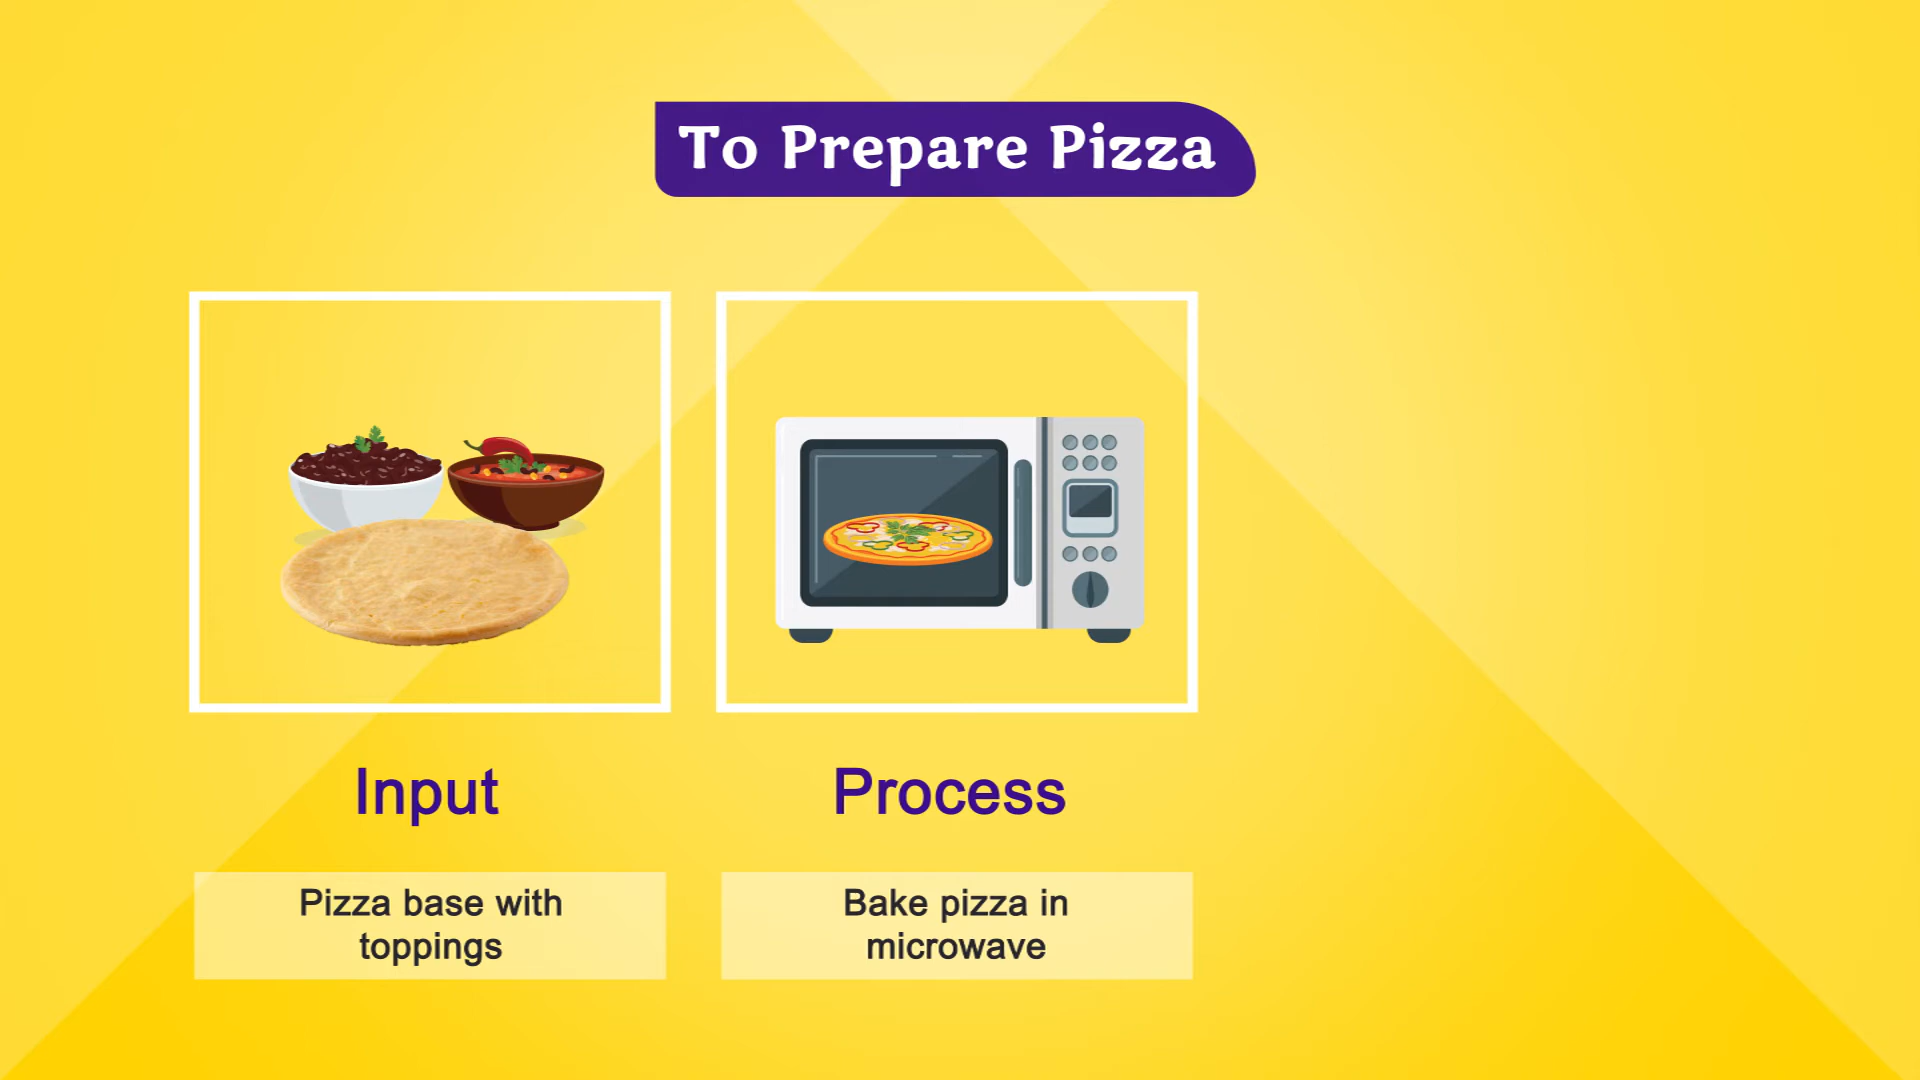 To Prepare Pizza
Input
Process
Pizza base with
toppings
Bake pizza in
microwave